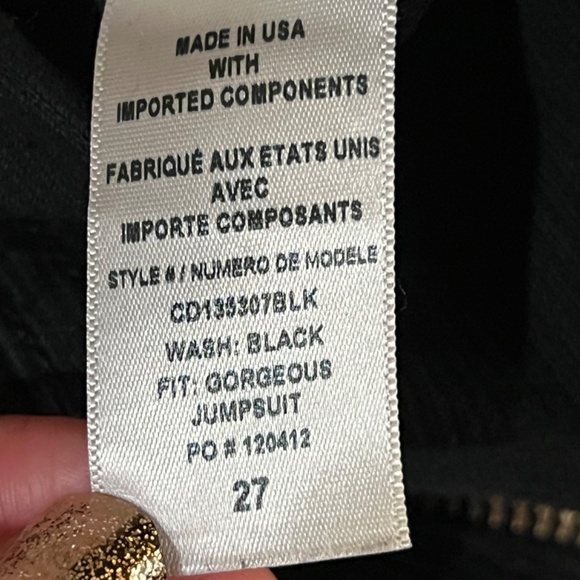 MADE IN USA
WITH
IMPORTED COMPONENTS
FABRIQUÉ AUX ETATS UNIS
AVEC
IMPORTE COMPOSANTS
STYLE # / NUMERO DE MODELE
CD135307BLK
WASH: BLACK
FIT: GORGEOUS
JUMPSUIT
PO # 120412
27